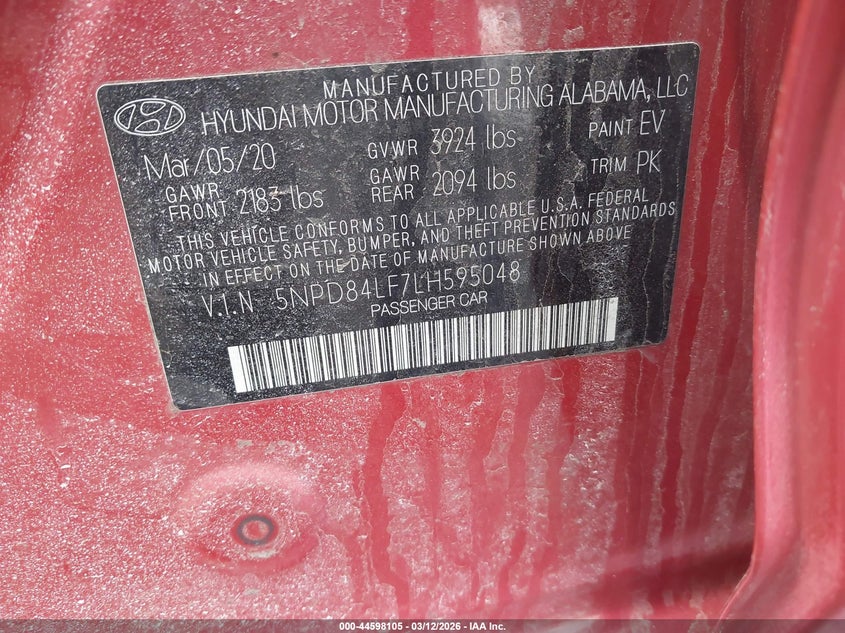 MANUFACTURED BY
HYUNDAI MOTOR MANUFACTURING ALABAMA, LLC
Mar/05/20 GVWR 3924 lbs PAINT EV
GAWR FRONT 2183 lbs GAWR REAR 2094 lbs TRIM PK
THIS VEHICLE CONFORMS TO ALL APPLICABLE U.S.A. FEDERAL
MOTOR VEHICLE SAFETY, BUMPER, AND THEFT PREVENTION STANDARDS
IN EFFECT ON THE DATE OF MANUFACTURE SHOWN ABOVE
V.I.N 5NPD84LF7LH595048
PASSENGER CAR
000-44598105 - 03/12/2026 - IAA Inc.